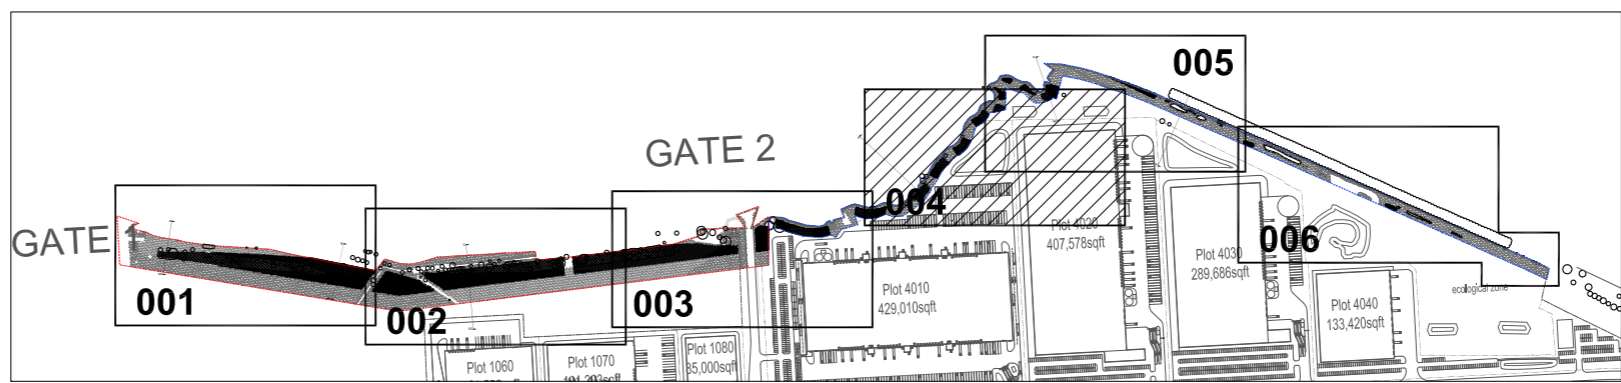 005
GATE 2
004
GATE 1
Plot 4020
407,578sqft
Plot 4030
289,686sqft
006
001
002
003
Plot 4010
429,010sqft
Plot 4040
133,420sqft
ecological zone
Plot 1060
Plot 1070
Plot 1080
85,000sqft